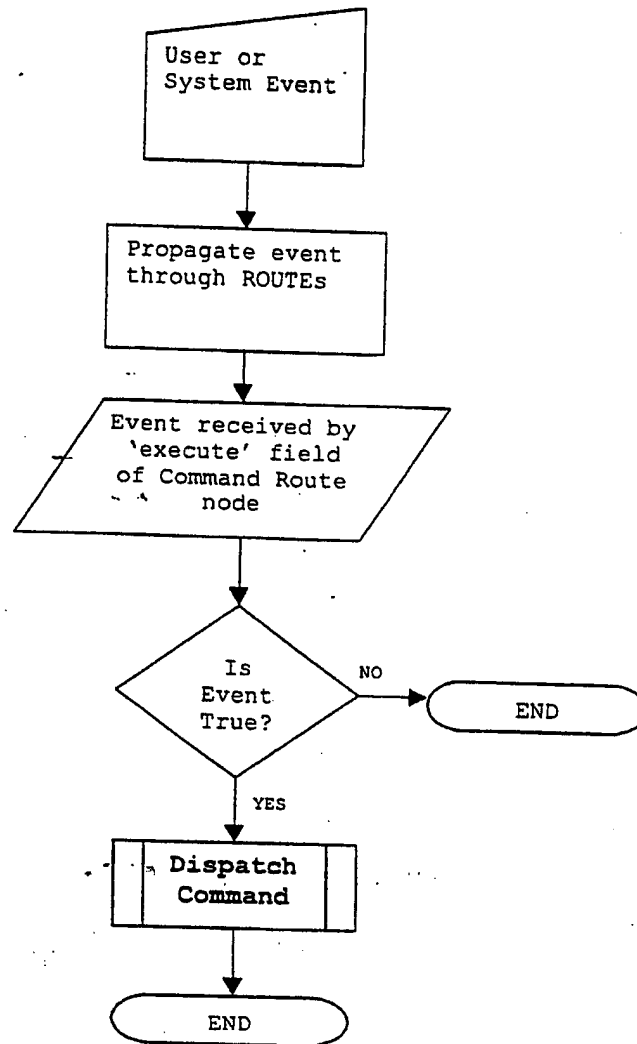 User or
System Event
Propagate event
through ROUTEs
Event received by
‘execute’ field
of Command Route
node
Is
Event
True?
NO
END
YES
Dispatch
Command
END